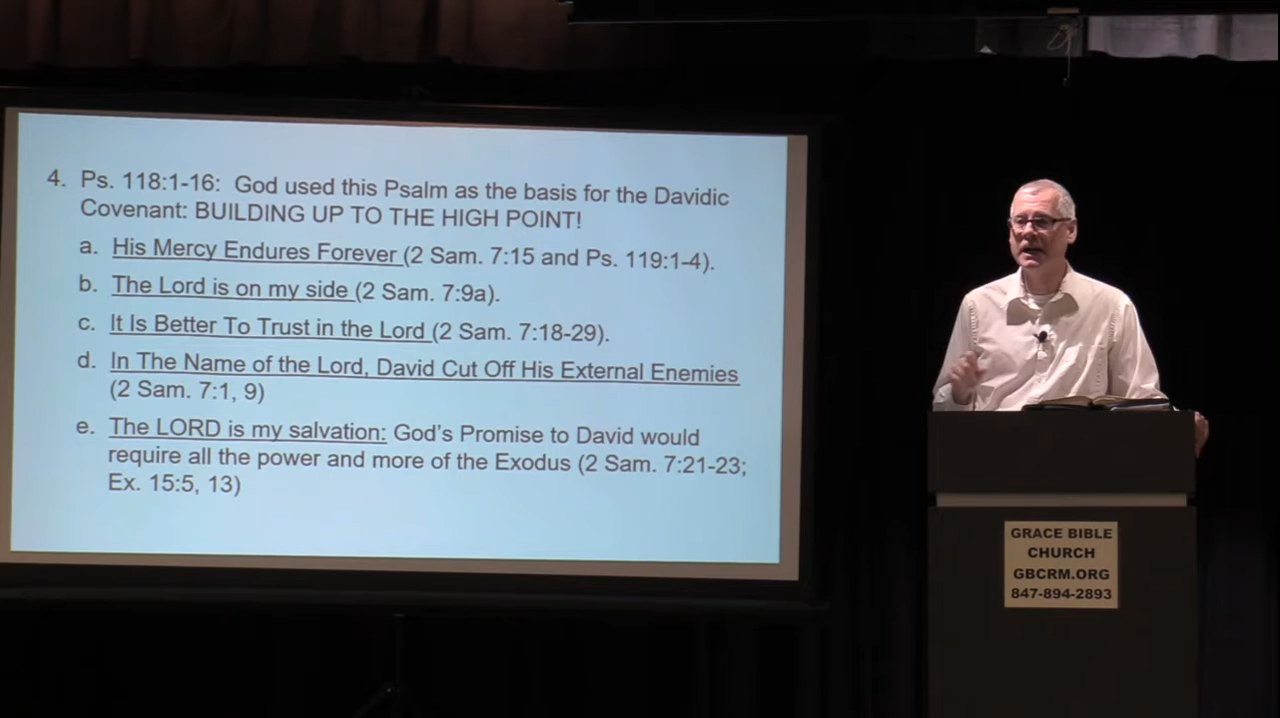 4. Ps. 118:1-16: God used this Psalm as the basis for the Davidic
Covenant: BUILDING UP TO THE HIGH POINT!
a. His Mercy Endures Forever (2 Sam. 7:15 and Ps. 119:1-4).
b. The Lord is on my side (2 Sam. 7:9a).
c. It Is Better To Trust in the Lord (2 Sam. 7:18-29).
d. In The Name of the Lord, David Cut Off His External Enemies
(2 Sam. 7:1, 9)
e. The LORD is my salvation: God's Promise to David would
require all the power and more of the Exodus (2 Sam. 7:21-23;
Ex. 15:5, 13)
GRACE BIBLE
CHURCH
GBCRM.ORG
847-894-2893